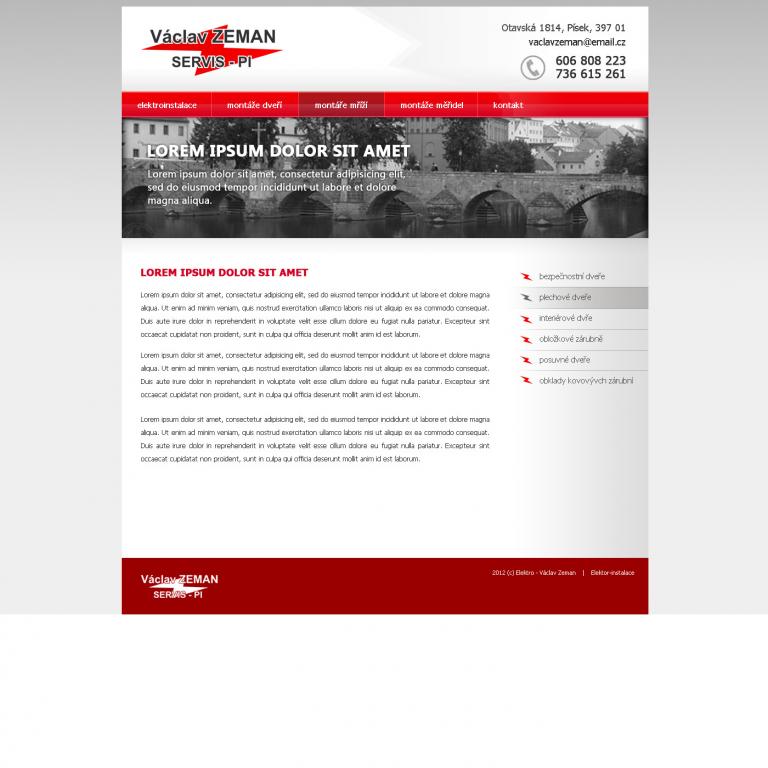 Václav ZEMAN
SERVIS - PI
Otavská 1814, Písek, 397 01
vaclavzeman@email.cz
606 808 223
736 615 261
elektroinstalace
montáže dveří
montáře mříží
montáže měřidel
kontakt
LOREM IPSUM DOLOR SIT AMET
Lorem ipsum dolor sit amet, consectetur adipisicing elit,
sed do eiusmod tempor incididunt ut labore et dolore
magna aliqua.
LOREM IPSUM DOLOR SIT AMET
Lorem ipsum dolor sit amet, consectetur adipisicing elit, sed do eiusmod tempor incididunt ut labore et dolore magna
aliqua. Ut enim ad minim veniam, quis nostrud exercitation ullamco laboris nisi ut aliquip ex ea commodo consequat.
Duis aute irure dolor in reprehenderit in voluptate velit esse cillum dolore eu fugiat nulla pariatur. Excepteur sint
occaecat cupidatat non proident, sunt in culpa qui officia deserunt mollit anim id est laborum.
Lorem ipsum dolor sit amet, consectetur adipisicing elit, sed do eiusmod tempor incididunt ut labore et dolore magna
aliqua. Ut enim ad minim veniam, quis nostrud exercitation ullamco laboris nisi ut aliquip ex ea commodo consequat.
Duis aute irure dolor in reprehenderit in voluptate velit esse cillum dolore eu fugiat nulla pariatur. Excepteur sint
occaecat cupidatat non proident, sunt in culpa qui officia deserunt mollit anim id est laborum.
Lorem ipsum dolor sit amet, consectetur adipisicing elit, sed do eiusmod tempor incididunt ut labore et dolore magna
aliqua. Ut enim ad minim veniam, quis nostrud exercitation ullamco laboris nisi ut aliquip ex ea commodo consequat.
Duis aute irure dolor in reprehenderit in voluptate velit esse cillum dolore eu fugiat nulla pariatur. Excepteur sint
occaecat cupidatat non proident, sunt in culpa qui officia deserunt mollit anim id est laborum.
bezpečnostní dveře
plechové dveře
interiérové dvře
obložkové zárubně
posuvné dveře
obklady kovovývch zárubní
Václav ZEMAN
SERVIS - PI
2012 (c) Elektro - Václav Zeman | Elektor-instalace